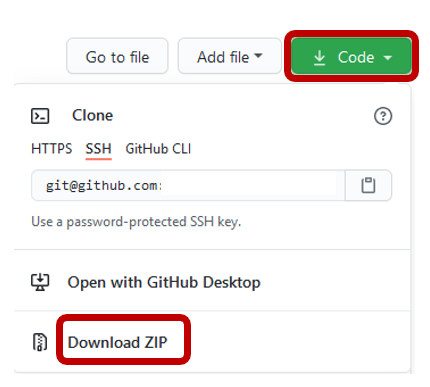 Go to file Add file Code
Clone
HTTPS SSH GitHub CLI
git@github.com:
Use a password-protected SSH key.
Open with GitHub Desktop
Download ZIP